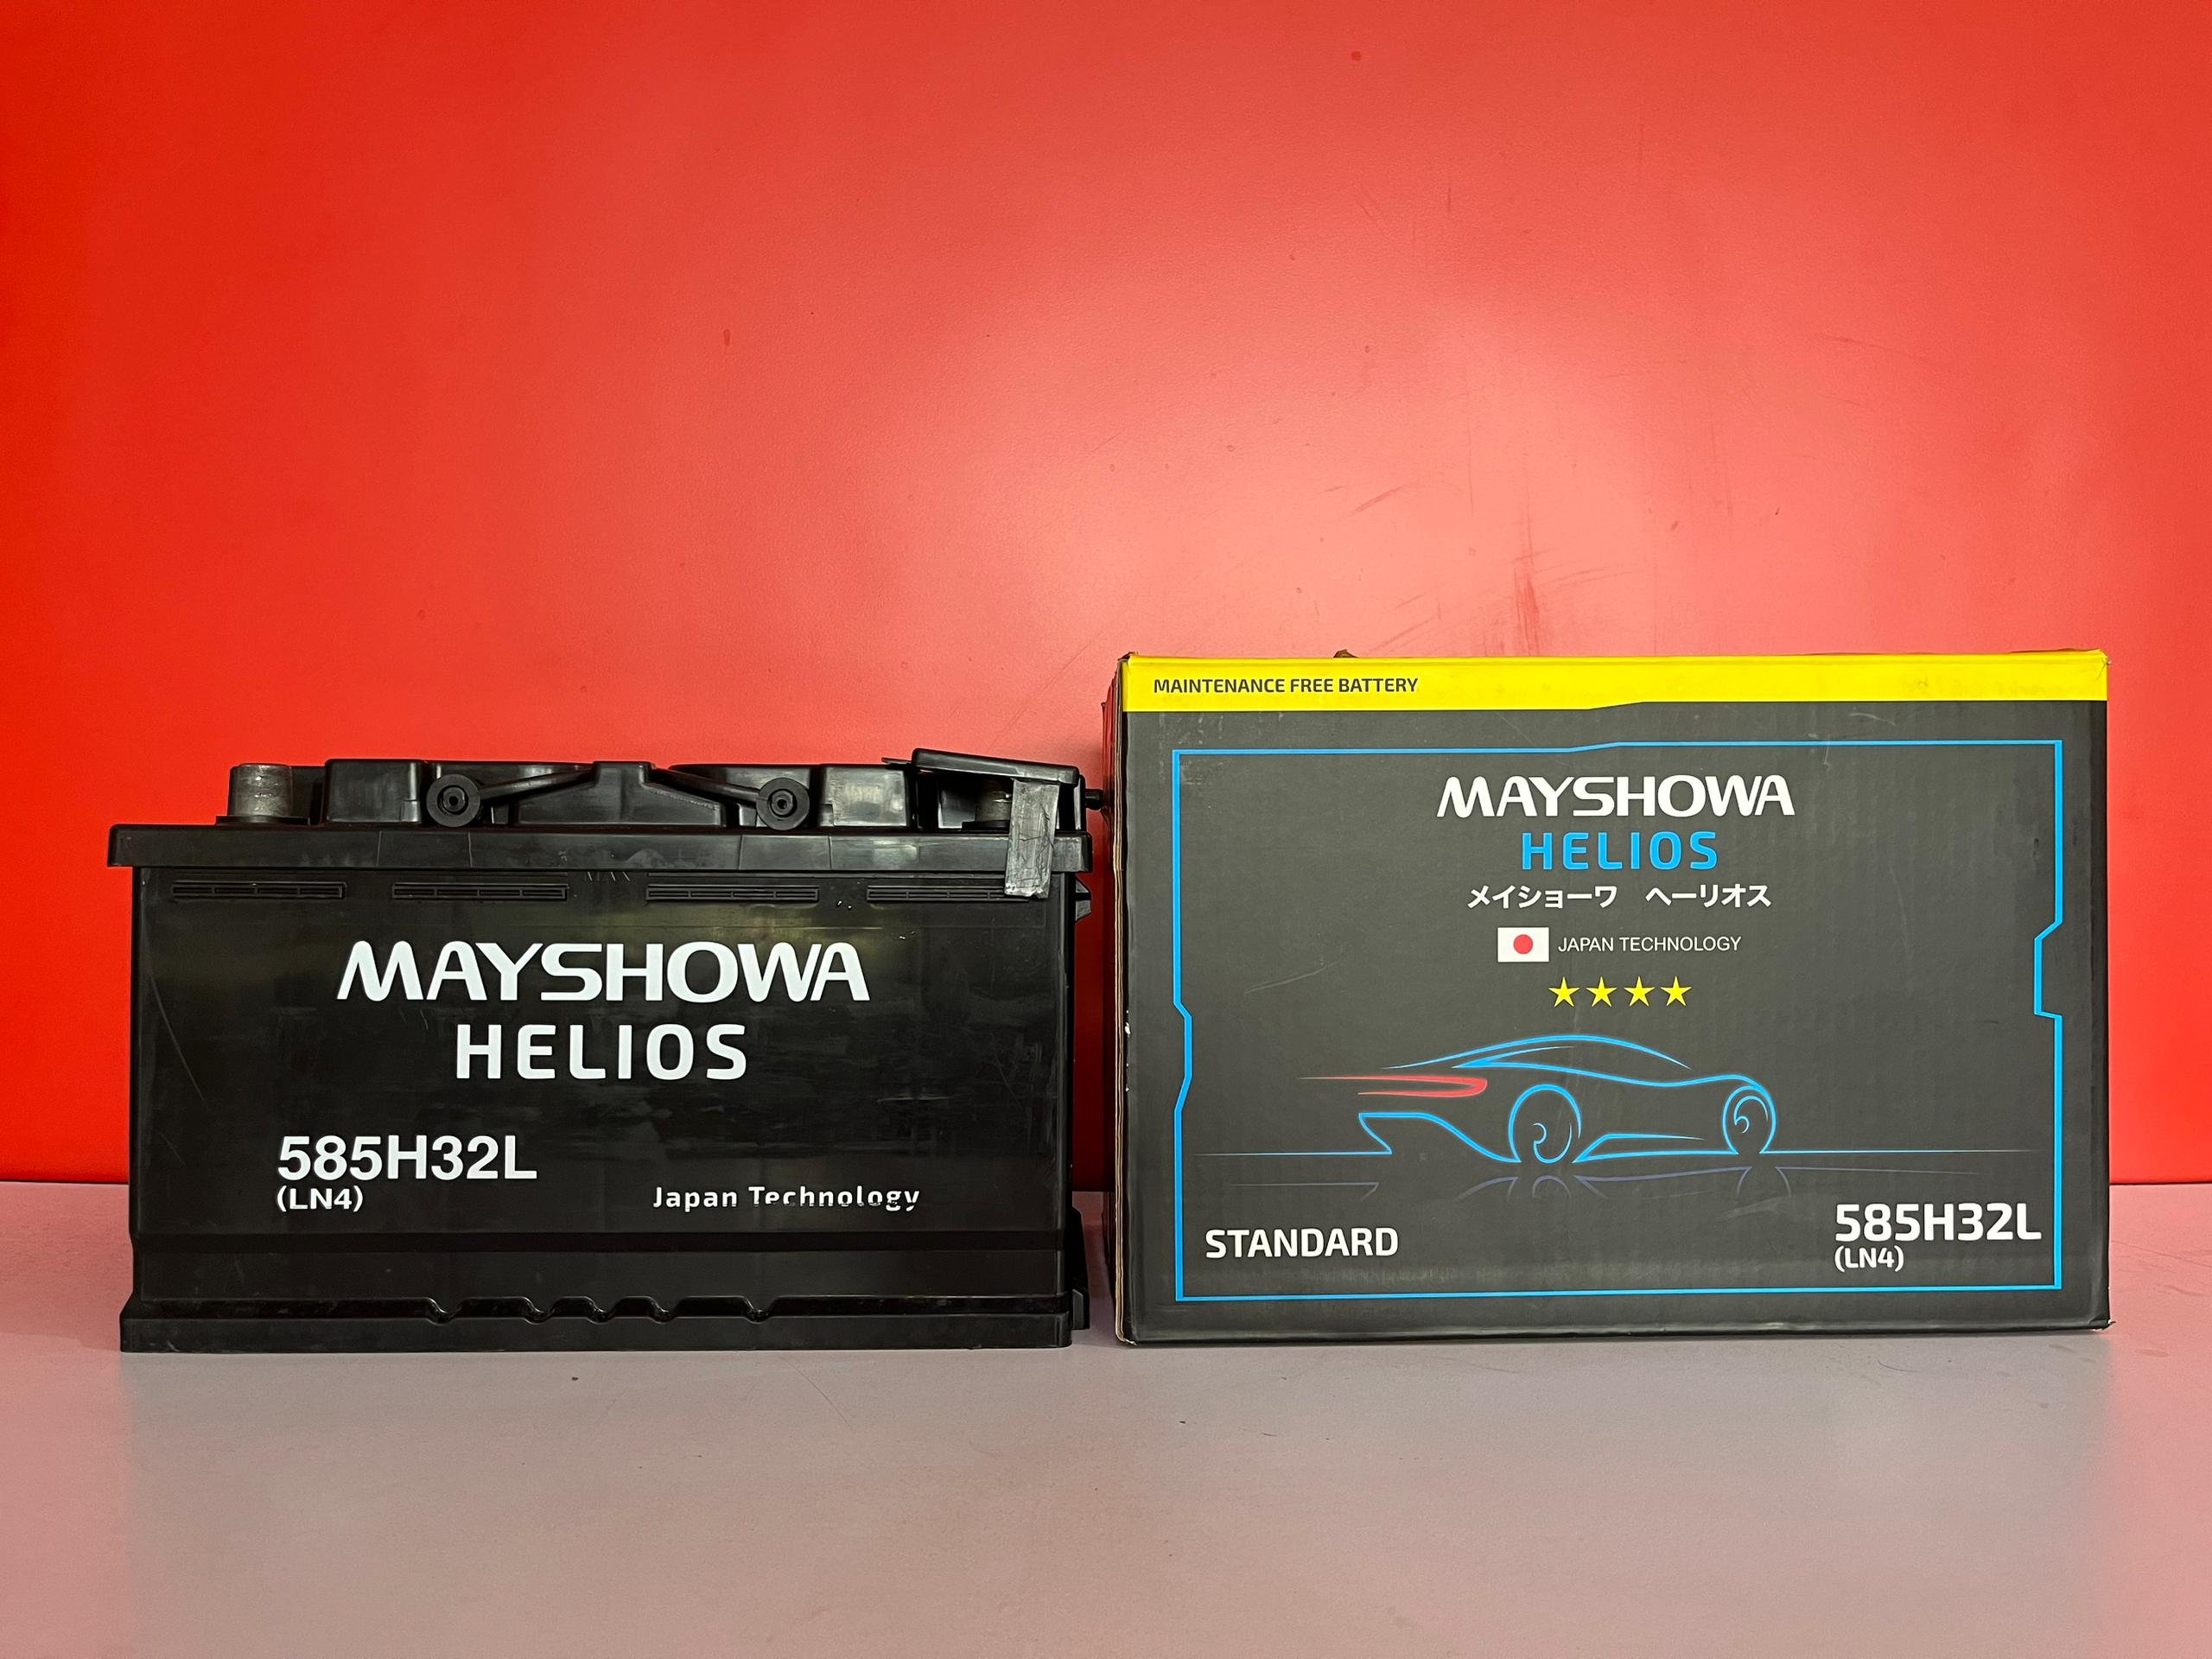 MAYSHOWA
HELIOS
585H32L
(LN4)
Japan Technology
MAINTENANCE FREE BATTERY
MAYSHOWA
HELIOS
メイショーワ ヘーリオス
JAPAN TECHNOLOGY
STANDARD
585H32L
(LN4)